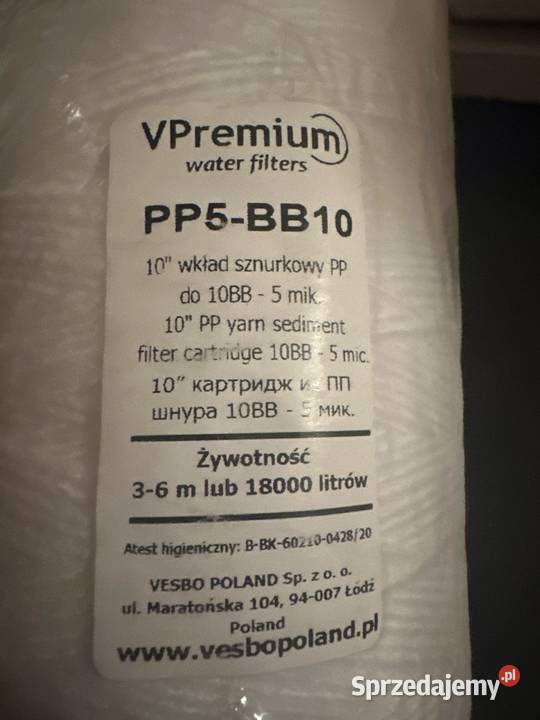 VPremium
water filters
PP5-BB10
10" wkład sznurkowy PP
do 10BB - 5 mik.
10" PP yarn sediment
filter cartridge 10BB - 5 mic.
10" картридж из ПП
шнура 10BB - 5 мик.
Żywotność
3-6 m lub 18000 litrów
Atest higieniczny: B-BK-60210-0428/20
VESBO POLAND Sp. z o. o.
ul. Maratońska 104, 94-007 Łódź
Poland
www.vesbopoland.pl
Sprzedajemy.pl